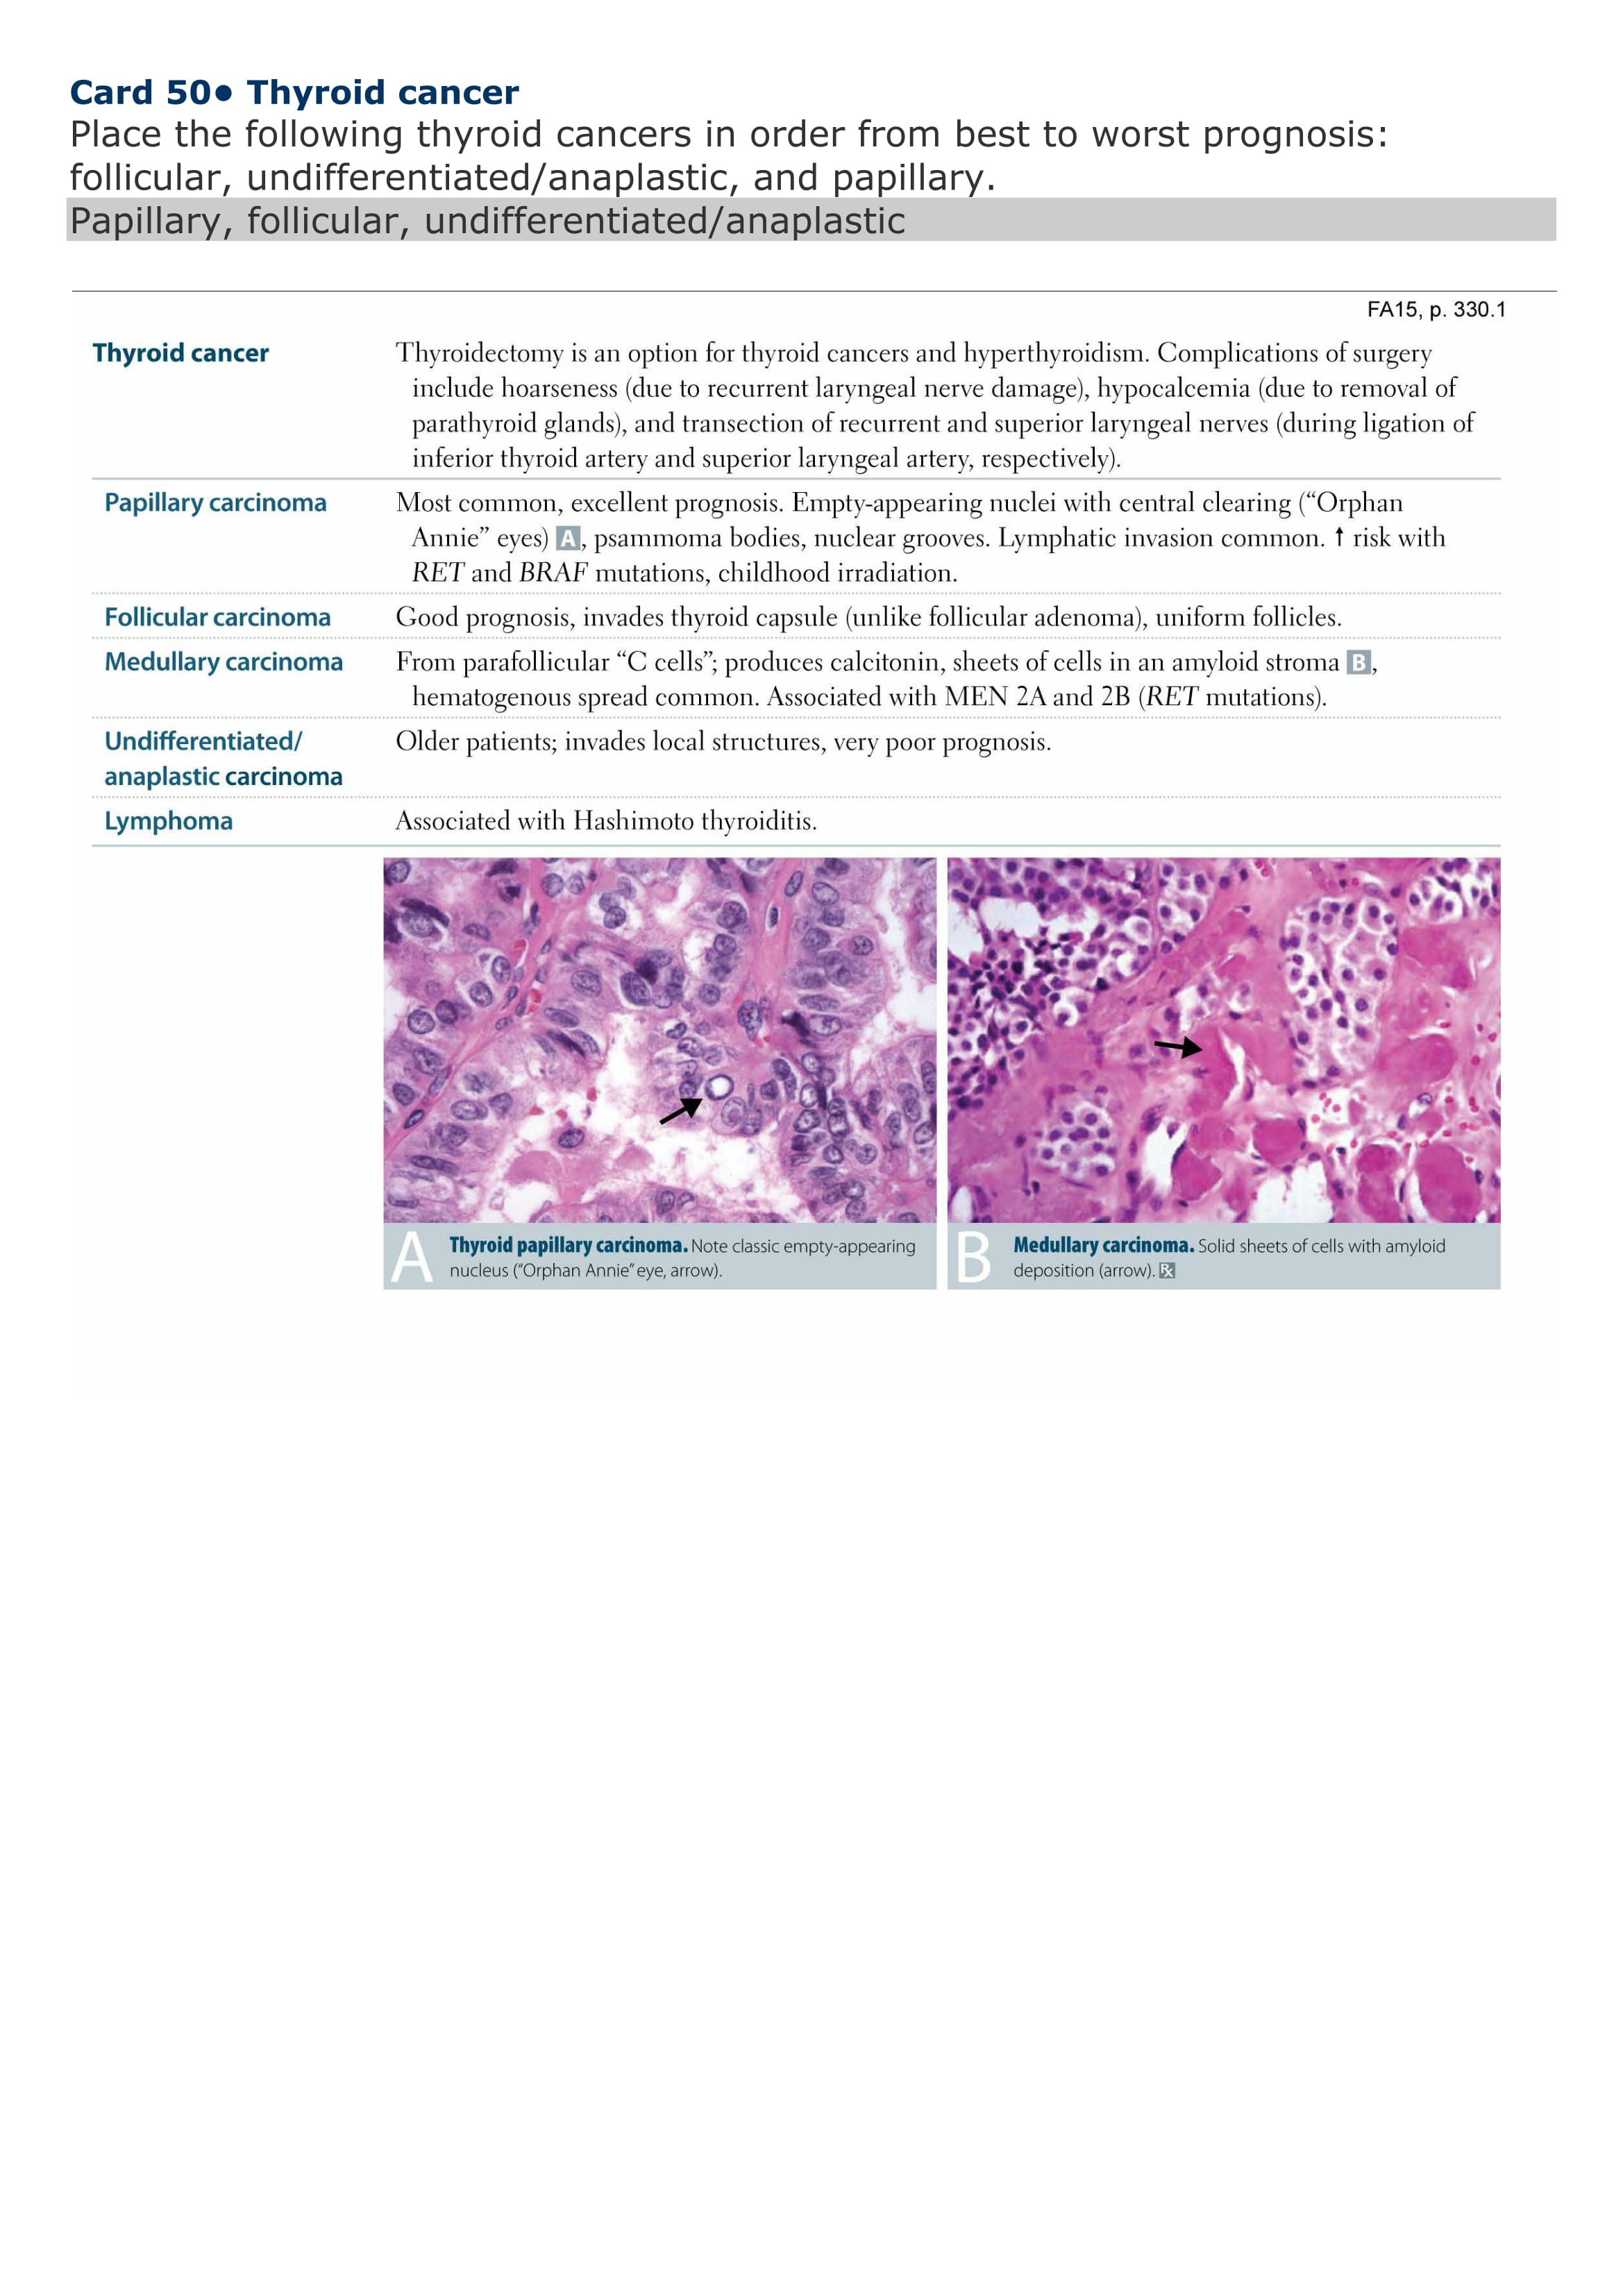 Card 50● Thyroid cancer
Place the following thyroid cancers in order from best to worst prognosis:
follicular, undifferentiated/anaplastic, and papillary.
Papillary, follicular, undifferentiated/anaplastic
FA15, p. 330.1
Thyroid cancer
Thyroidectomy is an option for thyroid cancers and hyperthyroidism. Complications of surgery
include hoarseness (due to recurrent laryngeal nerve damage), hypocalcemia (due to removal of
parathyroid glands), and transection of recurrent and superior laryngeal nerves (during ligation of
inferior thyroid artery and superior laryngeal artery, respectively).
Papillary carcinoma
Most common, excellent prognosis. Empty-appearing nuclei with central clearing (“Orphan
Annie” eyes) A, psammoma bodies, nuclear grooves. Lymphatic invasion common. ↑ risk with
RET and BRAF mutations, childhood irradiation.
Follicular carcinoma
Good prognosis, invades thyroid capsule (unlike follicular adenoma), uniform follicles.
Medullary carcinoma
From parafollicular “C cells”; produces calcitonin, sheets of cells in an amyloid stroma B,
hematogenous spread common. Associated with MEN 2A and 2B (RET mutations).
Undifferentiated/
anaplastic carcinoma
Older patients; invades local structures, very poor prognosis.
Lymphoma
Associated with Hashimoto thyroiditis.
A
Thyroid papillary carcinoma. Note classic empty-appearing
nucleus (“Orphan Annie” eye, arrow).
B
Medullary carcinoma. Solid sheets of cells with amyloid
deposition (arrow). ℞